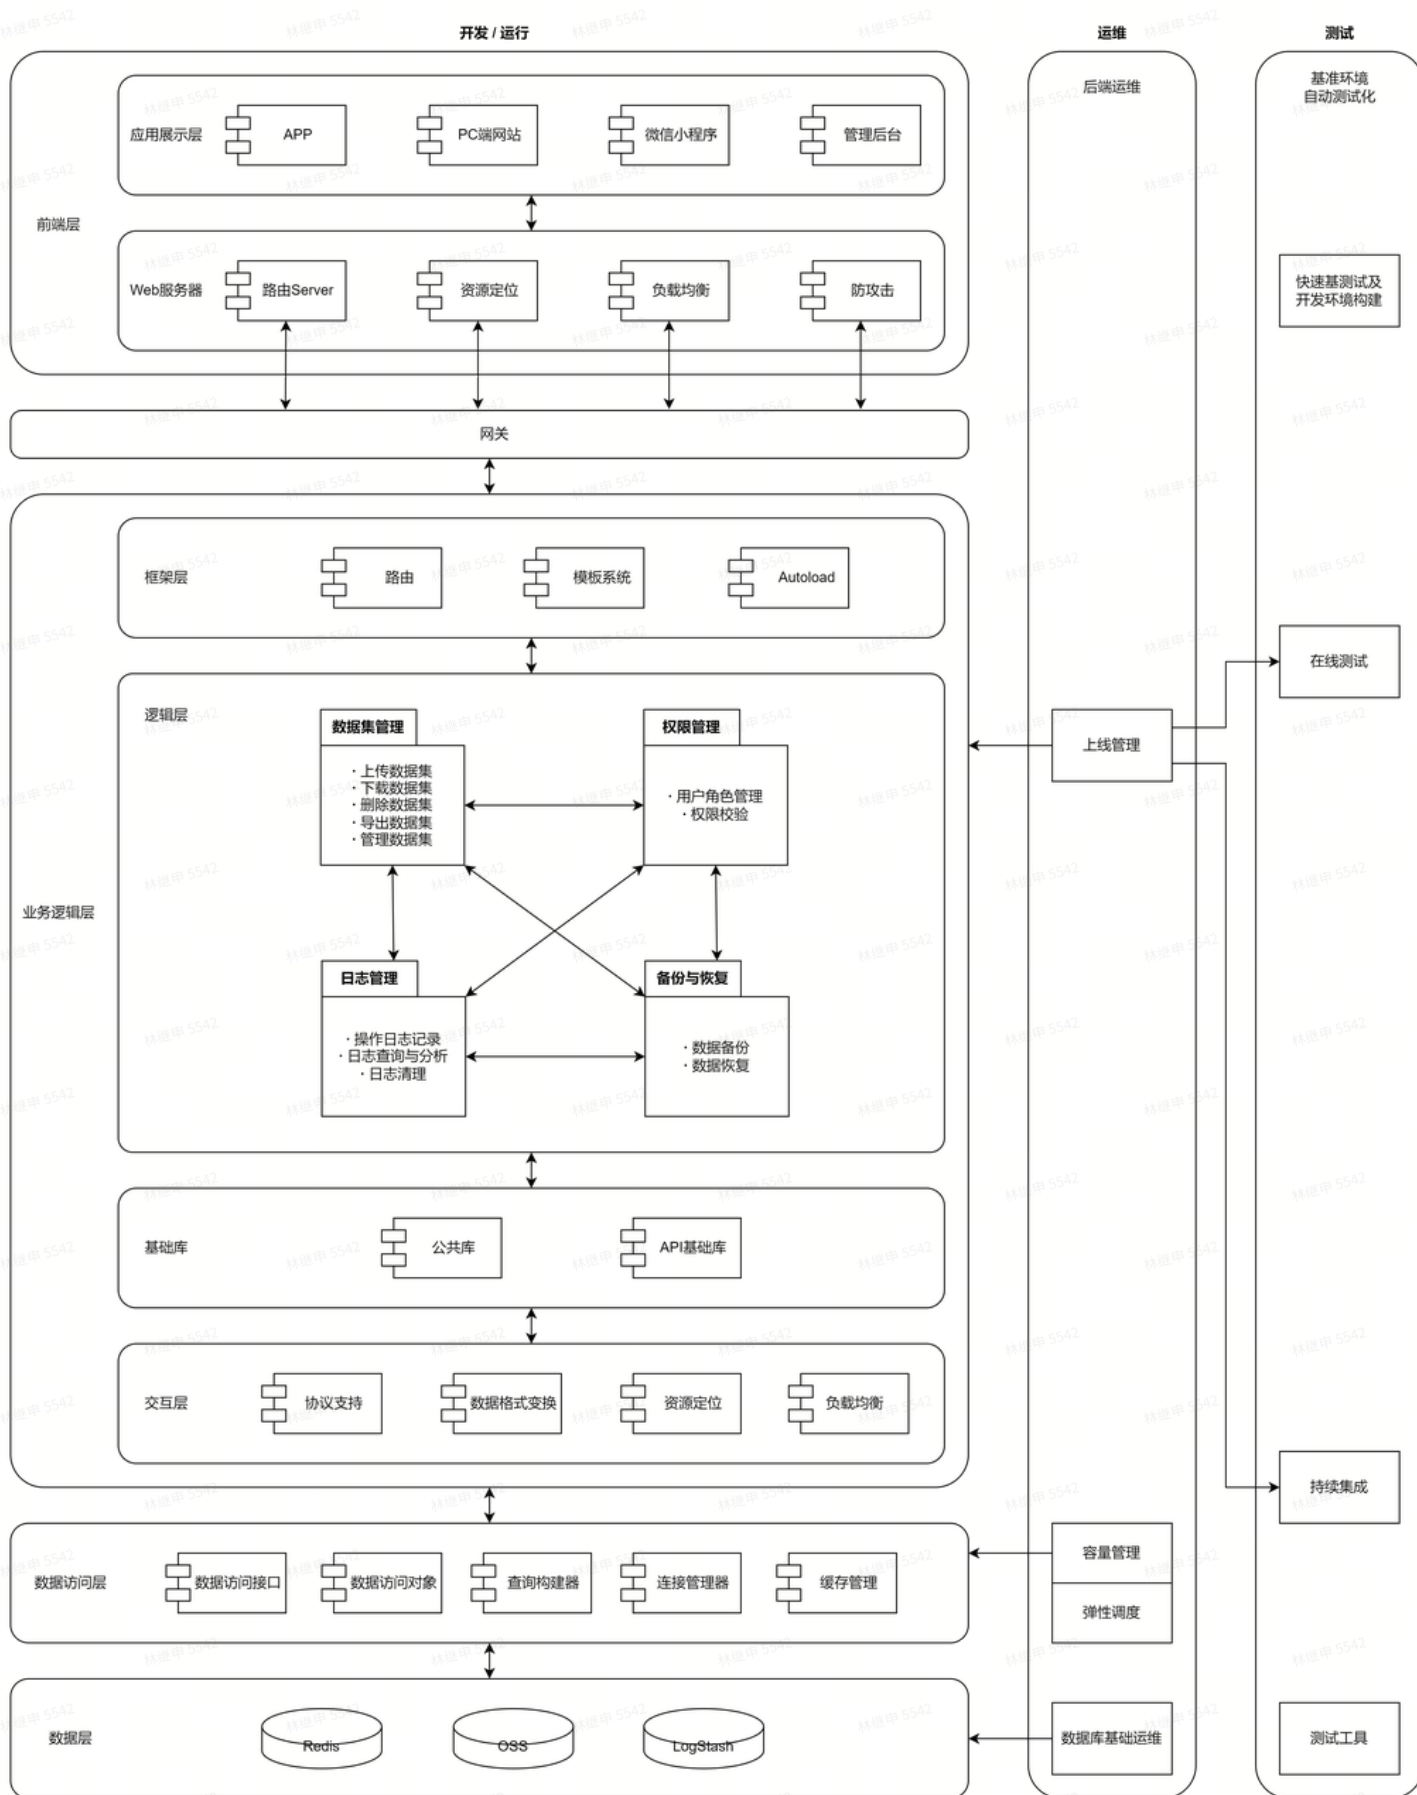 开发 / 运行
运维
测试
应用展示层
APP
PC端网站
微信小程序
管理后台
前端层
Web服务器
路由Server
资源定位
负载均衡
防攻击
网关
框架层
路由
模板系统
Autoload
业务逻辑层
逻辑层
数据集管理
· 上传数据集
· 下载数据集
· 删除数据集
· 导出数据集
· 管理数据集
权限管理
· 用户角色管理
· 权限校验
日志管理
· 操作日志记录
· 日志查询与分析
· 日志清理
备份与恢复
· 数据备份
· 数据恢复
基础库
公共库
API基础库
交互层
协议支持
数据格式变换
资源定位
负载均衡
数据访问层
数据访问接口
数据访问对象
查询构建器
连接管理器
缓存管理
数据层
Redis
OSS
LogStash
后端运维
上线管理
容量管理
弹性调度
数据库基础运维
基准环境
自动测试化
快速基测试及
开发环境构建
在线测试
持续集成
测试工具
林继申 5542